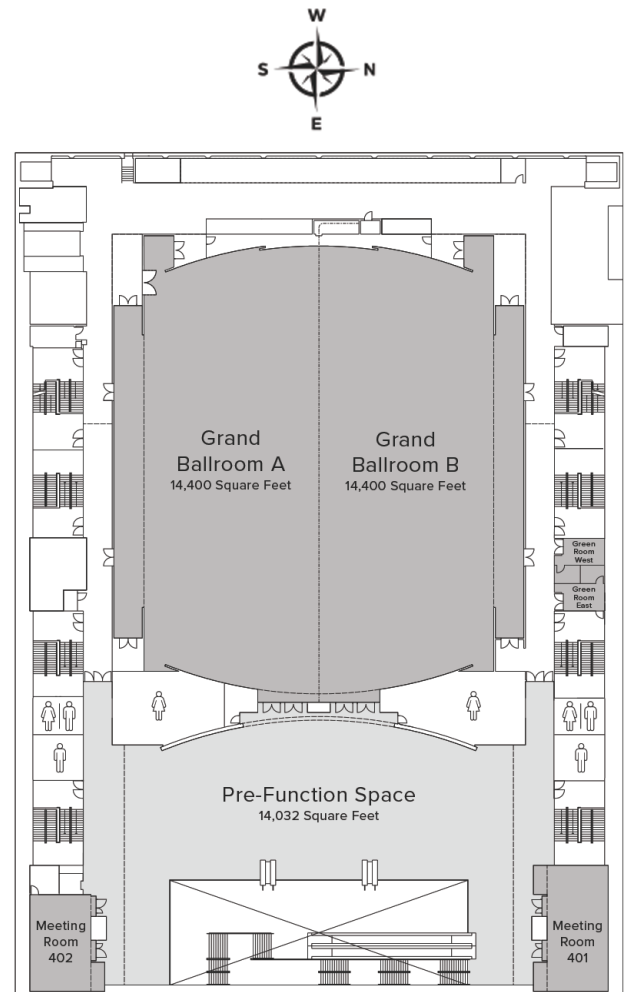 W
S N
E
Grand
Ballroom A
14,400 Square Feet
Grand
Ballroom B
14,400 Square Feet
Green
Room
West
Green
Room
East
Pre-Function Space
14,032 Square Feet
Meeting
Room
402
Meeting
Room
401